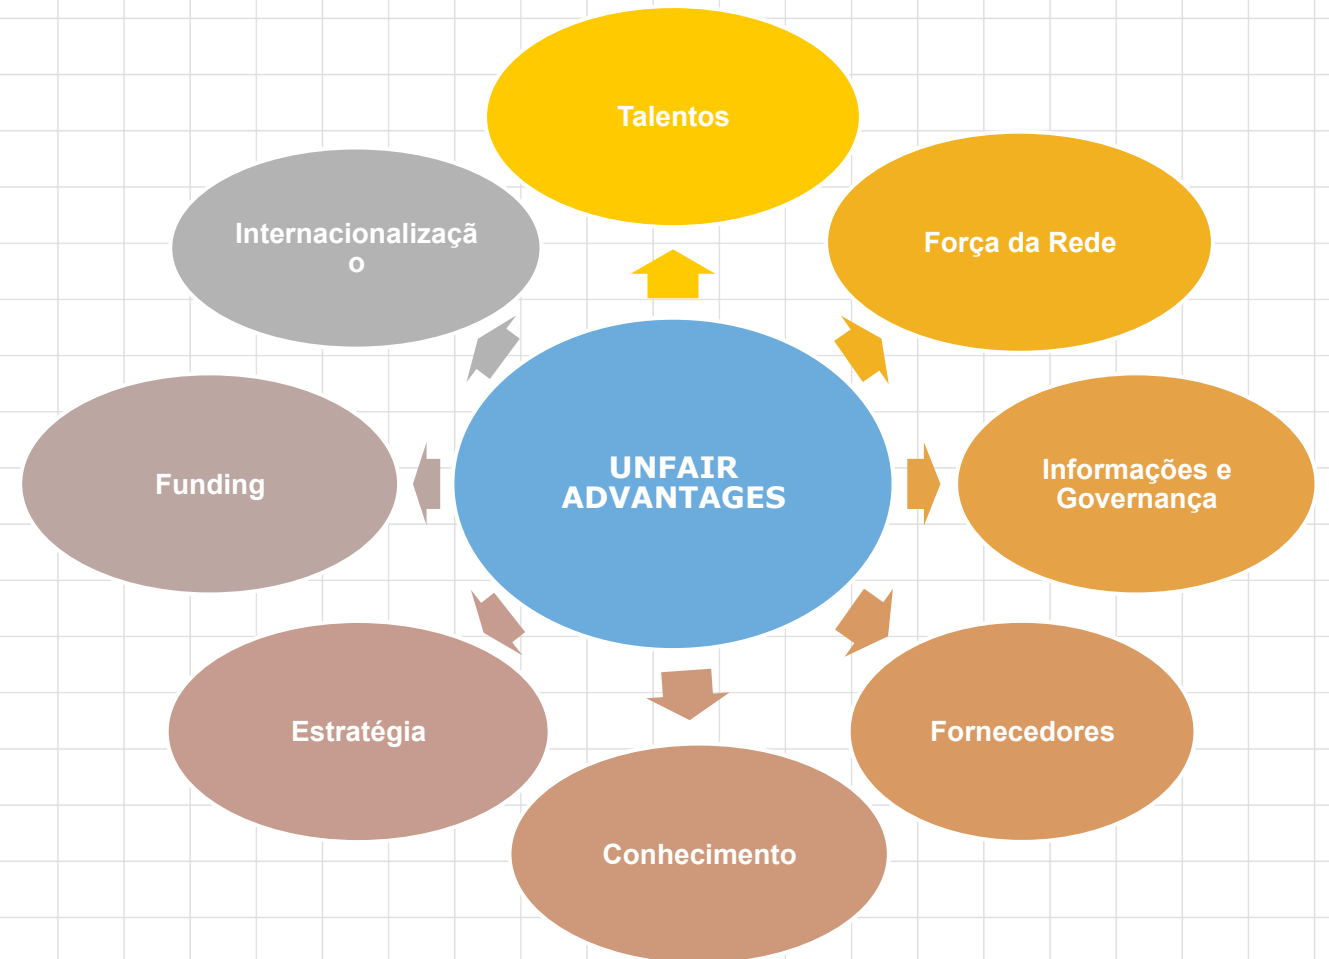 Talentos
Força da Rede
Internacionalizaçã
o
UNFAIR
ADVANTAGES
Informações e
Governança
Funding
Fornecedores
Estratégia
Conhecimento